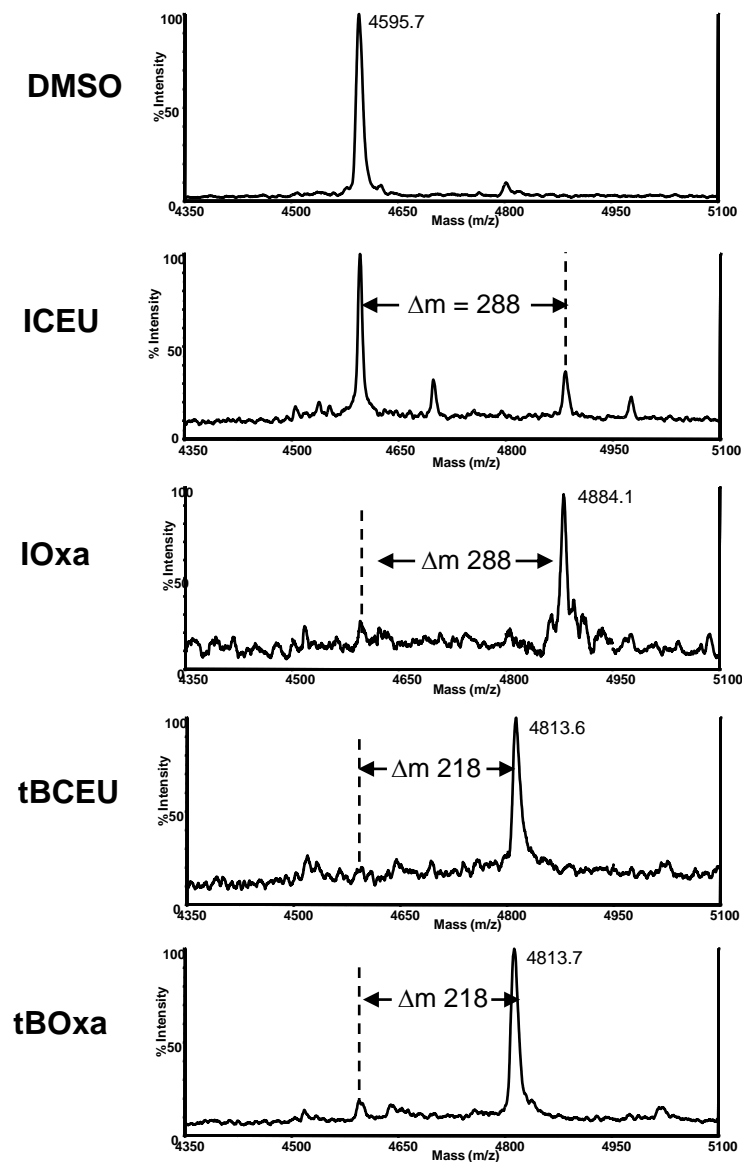 DMSO
% Intensity
100
50
0
4595.7
4350 4500 4650 4800 4950 5100
Mass (m/z)
ICEU
% Intensity
100
50
0
Δm = 288
4350 4500 4650 4800 4950 5100
Mass (m/z)
IOxa
% Intensity
100
50
0
4884.1
Δm 288
4350 4500 4650 4800 4950 5100
Mass (m/z)
tBCEU
% Intensity
100
50
0
4813.6
Δm 218
4350 4500 4650 4800 4950 5100
Mass (m/z)
tBOxa
% Intensity
100
50
0
4813.7
Δm 218
4350 4500 4650 4800 4950 5100
Mass (m/z)